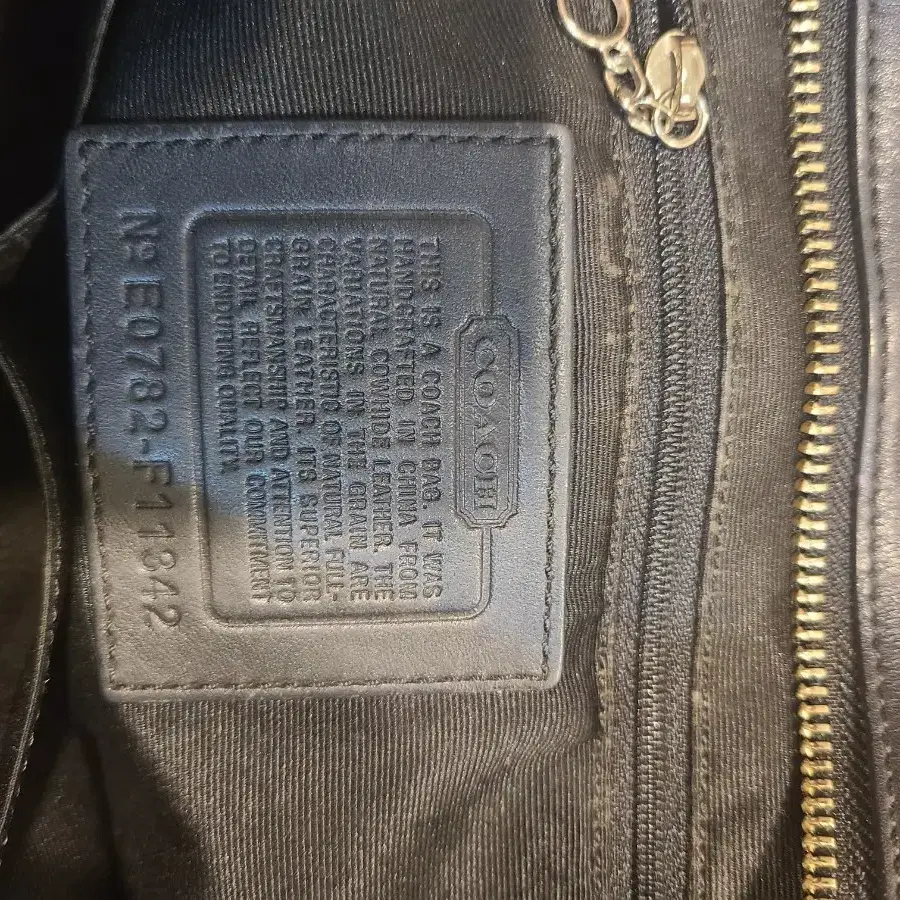 COACH
THIS IS A COACH BAG. IT WAS
HANDCRAFTED IN CHINA FROM
NATURAL COWHIDE LEATHER. THE
VARIATIONS IN THE GRAIN ARE
CHARACTERISTIC OF NATURAL FULL-
GRAIN LEATHER. ITS SUPERIOR
CRAFTSMANSHIP AND ATTENTION TO
DETAIL REFLECT OUR COMMITMENT
TO ENDURING QUALITY.
Nº E0782-F11342